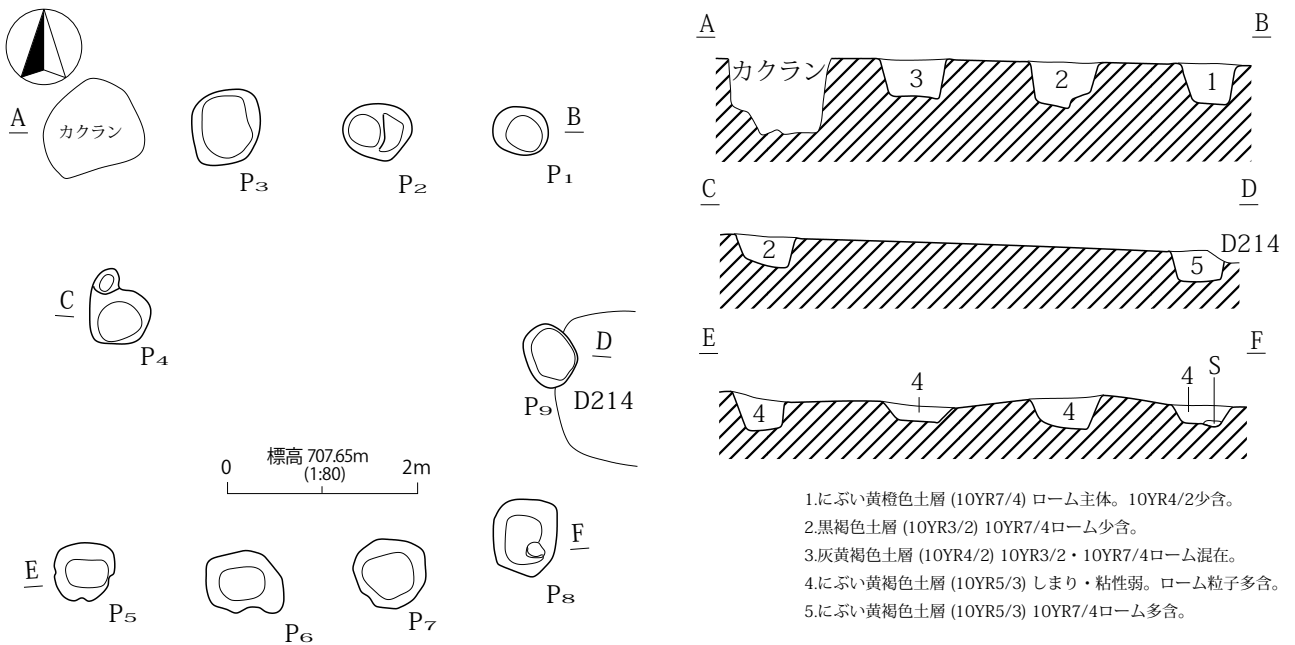 A
カクラン
P3
P2
B
P1
C
P4
D
P9 D214
標高 707.65m
0 (1:80) 2m
E
P5
P6
P7
F
P8
A B
カクラン 3 2 1
C D
2 5 D214
E F
4 4 4 4 S
1.にぶい黄橙色土層 (10YR7/4) ローム主体。10YR4/2少含。
2.黒褐色土層 (10YR3/2) 10YR7/4ローム少含。
3.灰黄褐色土層 (10YR4/2) 10YR3/2・10YR7/4ローム混在。
4.にぶい黄褐色土層 (10YR5/3) しまり・粘性弱。ローム粒子多含。
5.にぶい黄褐色土層 (10YR5/3) 10YR7/4ローム多含。